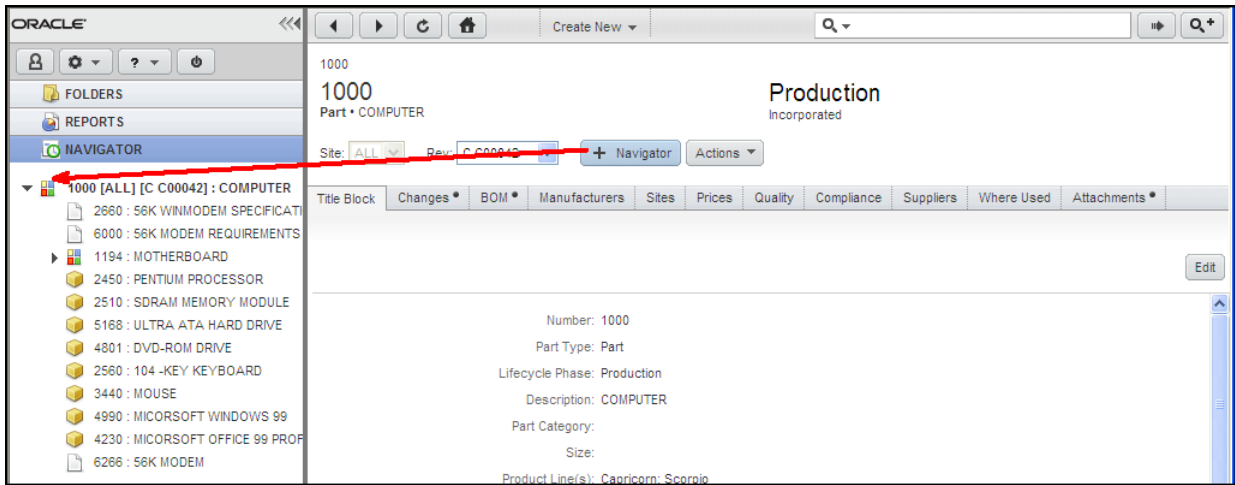 ORACLE
Create New
FOLDERS
REPORTS
NAVIGATOR
1000 [ALL] [C C00042] : COMPUTER
2660 : 56K WINMODEM SPECIFICATI
6000 : 56K MODEM REQUIREMENTS
1194 : MOTHERBOARD
2450 : PENTIUM PROCESSOR
2510 : SDRAM MEMORY MODULE
5168 : ULTRA ATA HARD DRIVE
4801 : DVD-ROM DRIVE
2560 : 104 -KEY KEYBOARD
3440 : MOUSE
4990 : MICORSOFT WINDOWS 99
4230 : MICORSOFT OFFICE 99 PROF
6266 : 56K MODEM
1000
1000
Part • COMPUTER
Production
Incorporated
Site: ALL Rev: C C00042 + Navigator Actions
Title Block Changes • BOM • Manufacturers Sites Prices Quality Compliance Suppliers Where Used Attachments •
Edit
Number: 1000
Part Type: Part
Lifecycle Phase: Production
Description: COMPUTER
Part Category:
Size:
Product Line(s): Capricorn; Scorpio